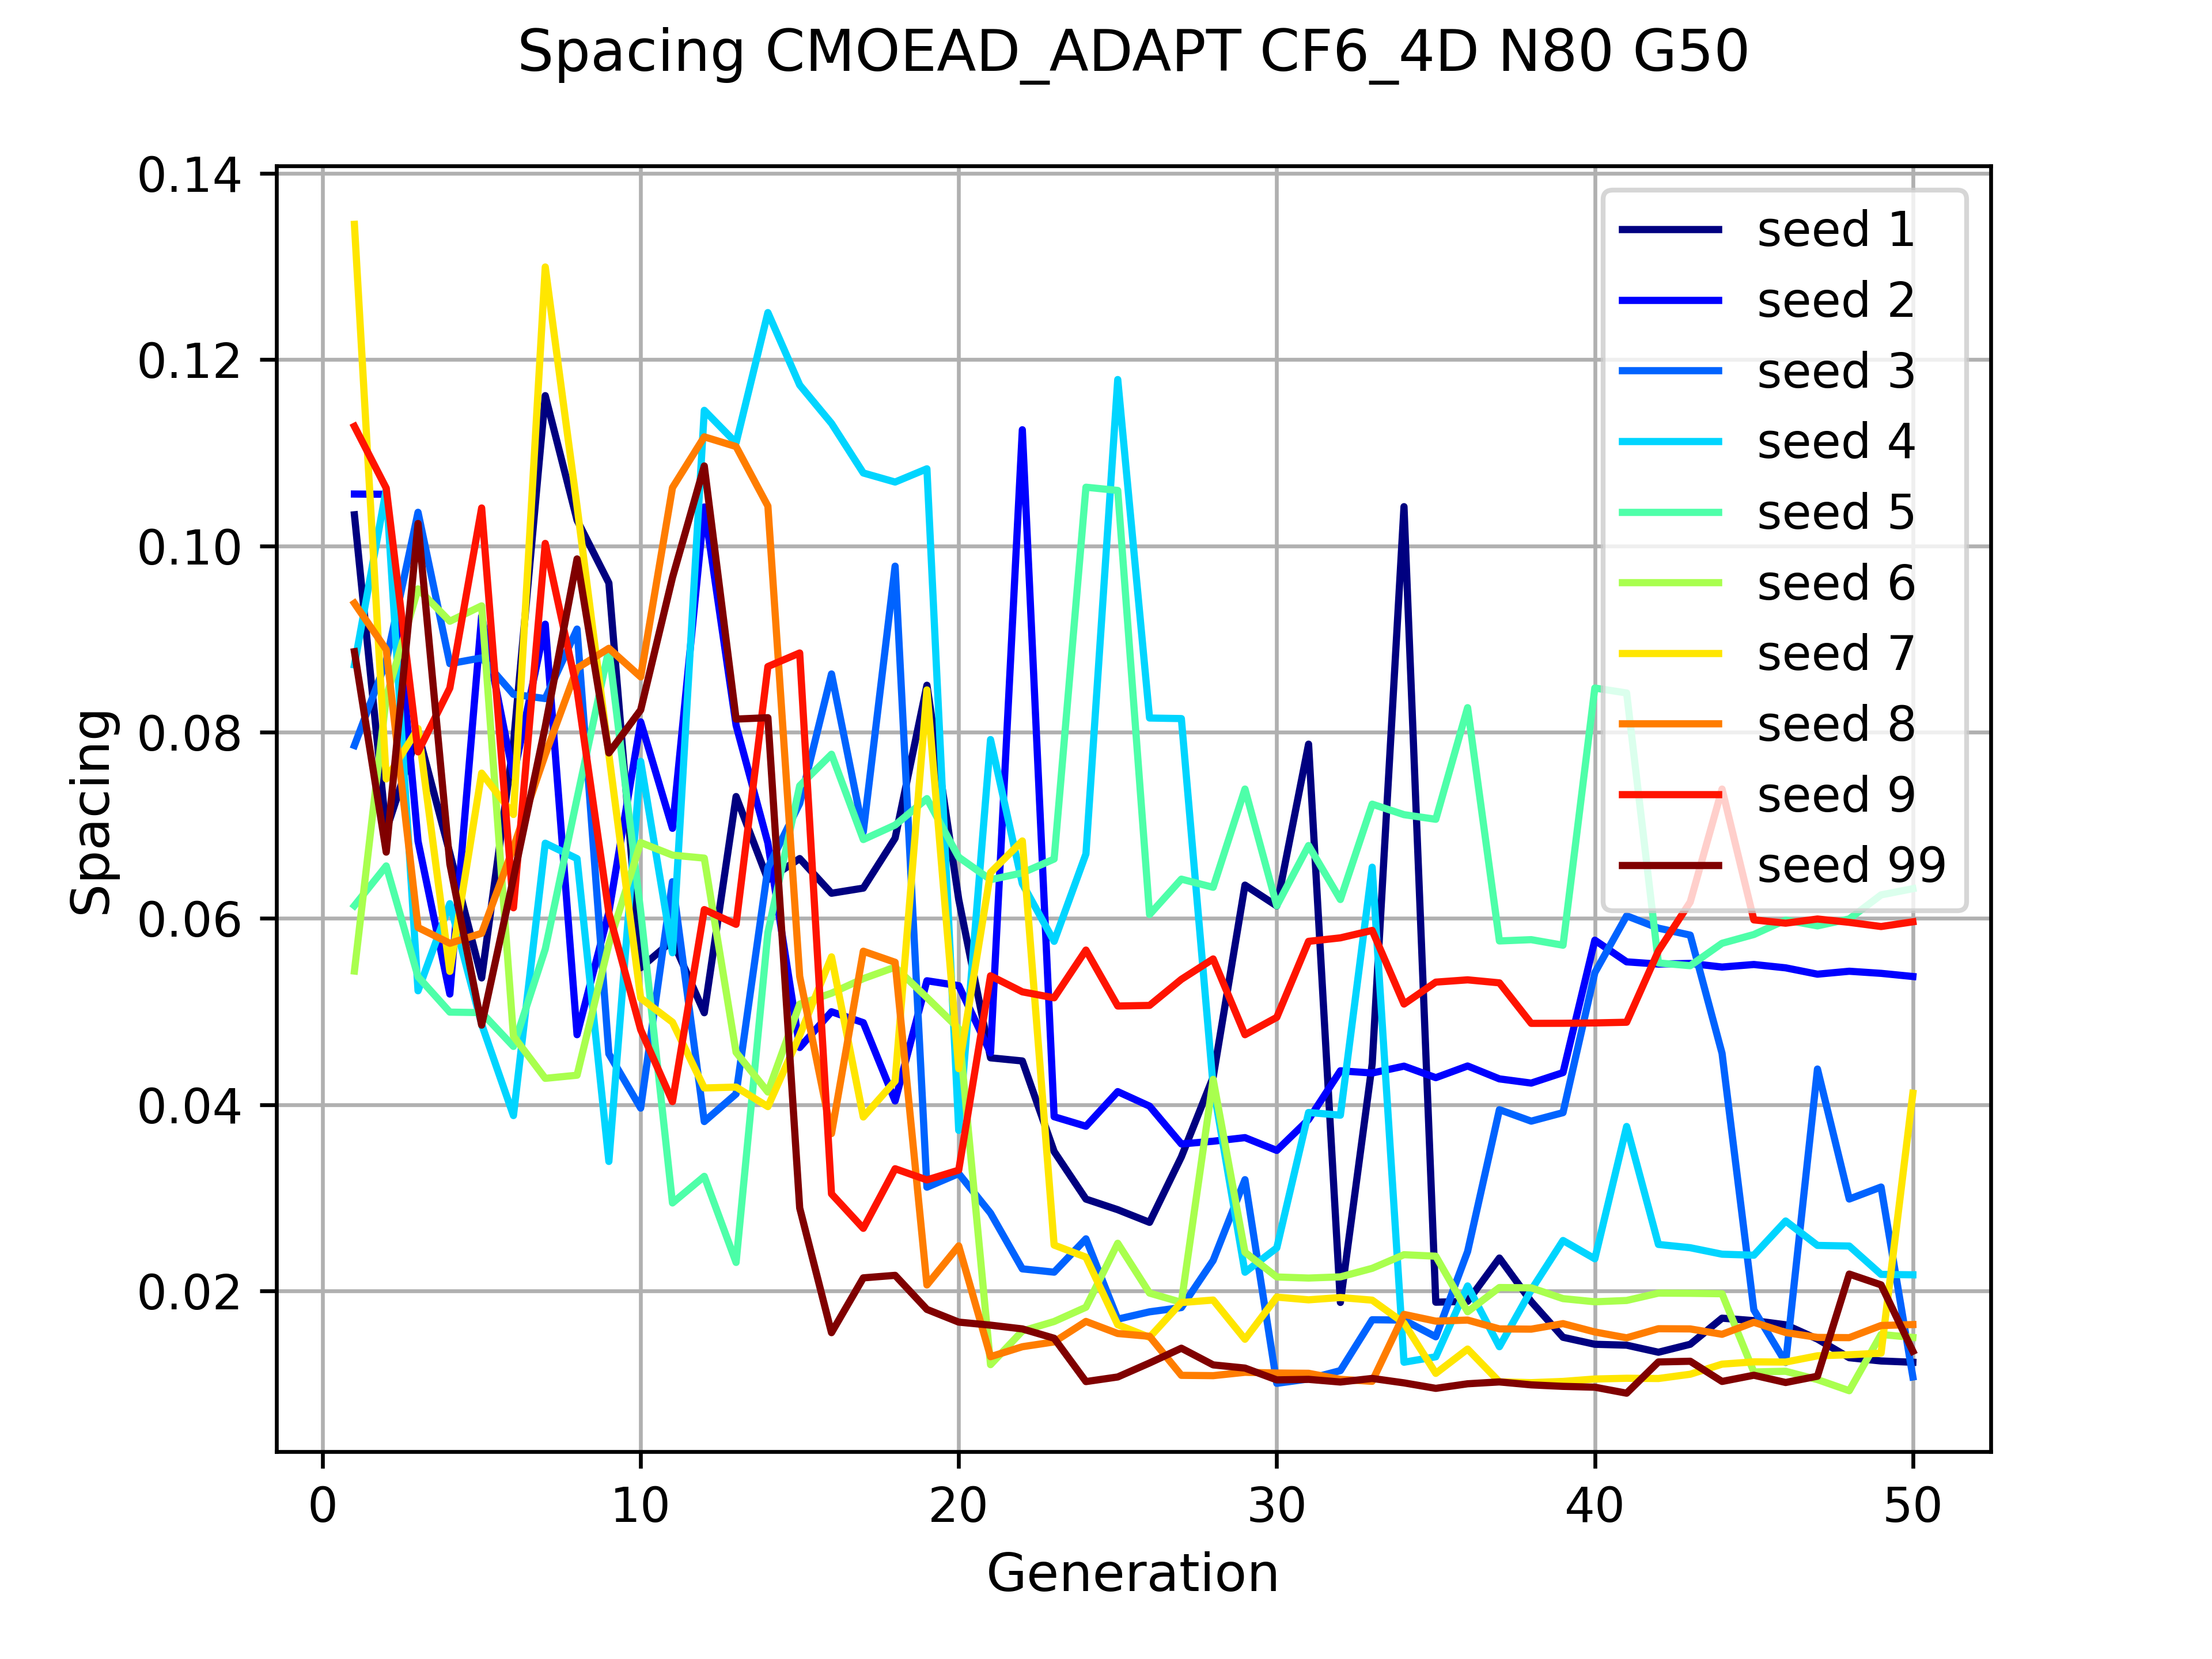 Spacing CMOEAD_ADAPT CF6_4D N80 G50
0.14
0.12
0.10
0.08
0.06
0.04
0.02
Spacing
seed 1
seed 2
seed 3
seed 4
seed 5
seed 6
seed 7
seed 8
seed 9
seed 99
0 10 20 30 40 50
Generation